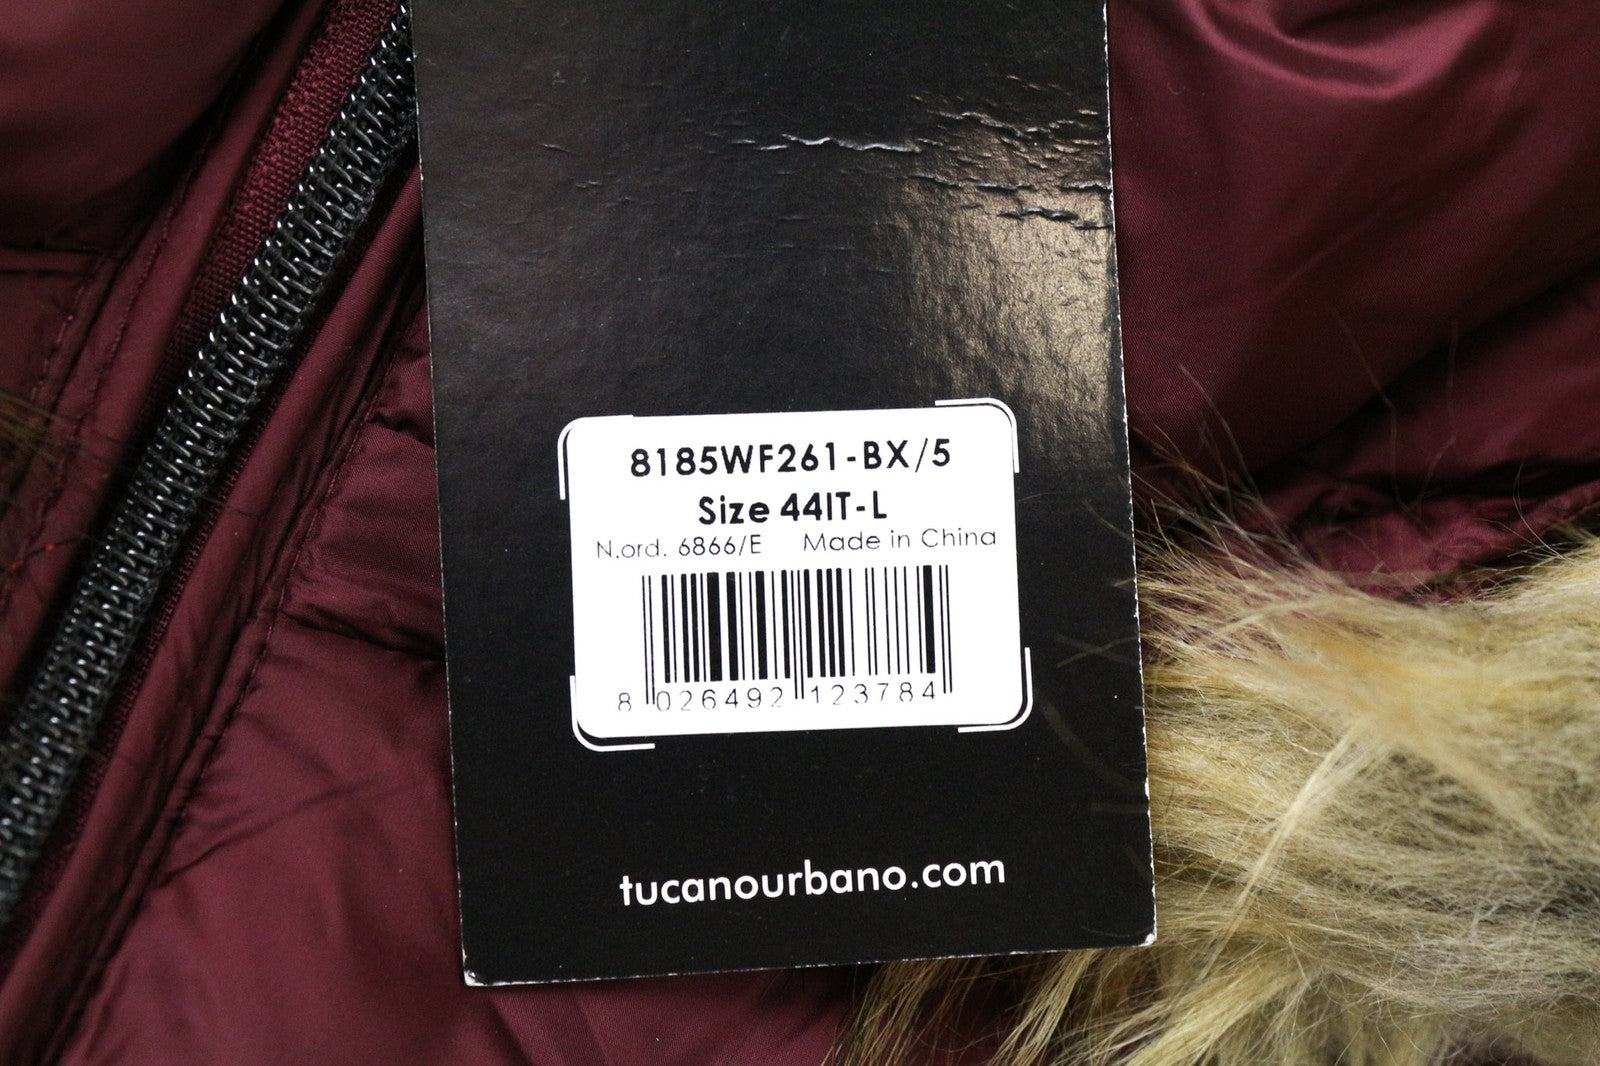 8185WF261-BX/5
Size 44IT-L
N.ord. 6866/E Made in China
8 026492 123784
tucanourbano.com